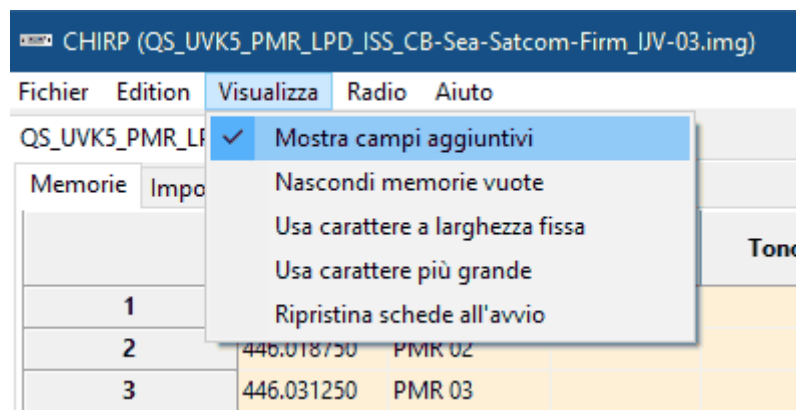 CHIRP (QS_UVK5_PMR_LPD_ISS_CB-Sea-Satcom-Firm_IJV-03.img)
Fichier Edition Visualizza Radio Aiuto
QS_UVK5_PMR_LP
Mostra campi aggiuntivi
Memorie Impo
Nascondi memorie vuote
Usa carattere a larghezza fissa
Tono
Usa carattere più grande
1
Ripristina schede all'avvio
2 446.018750 PMR 02
3 446.031250 PMR 03